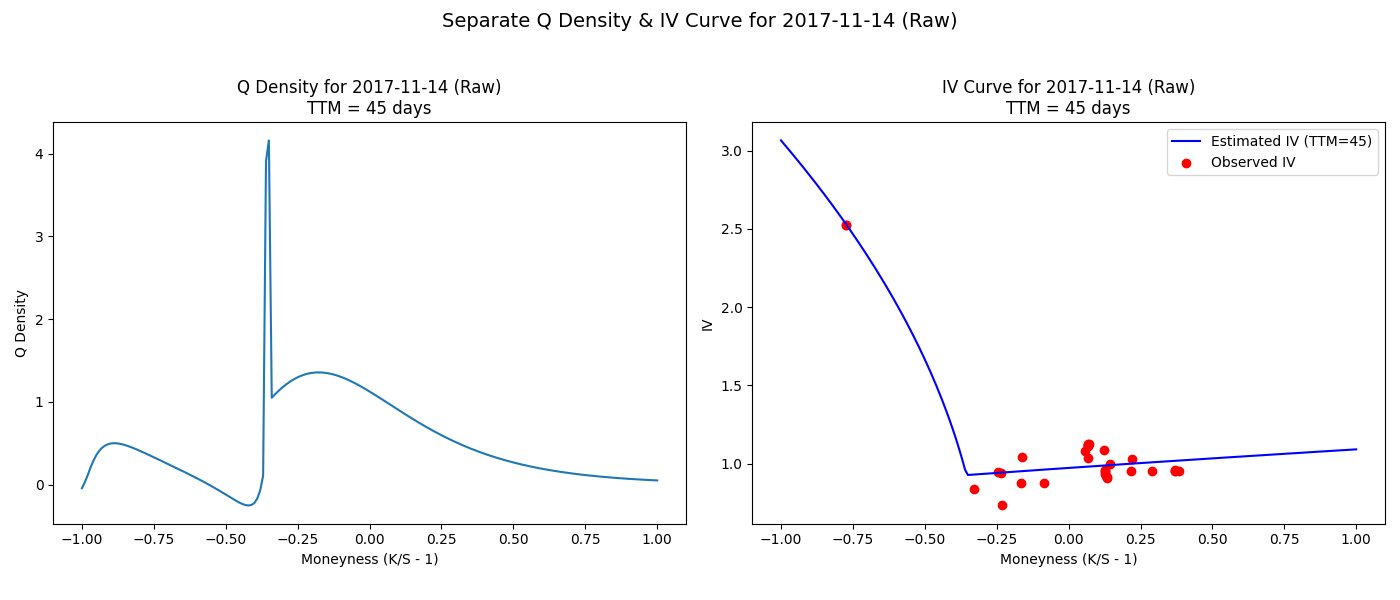 Separate Q Density & IV Curve for 2017-11-14 (Raw)
Q Density for 2017-11-14 (Raw)
TTM = 45 days
Q Density
4
3
2
1
0
−1.00 −0.75 −0.50 −0.25 0.00 0.25 0.50 0.75 1.00
Moneyness (K/S - 1)
IV Curve for 2017-11-14 (Raw)
TTM = 45 days
Estimated IV (TTM=45)
Observed IV
IV
3.0
2.5
2.0
1.5
1.0
−1.00 −0.75 −0.50 −0.25 0.00 0.25 0.50 0.75 1.00
Moneyness (K/S - 1)